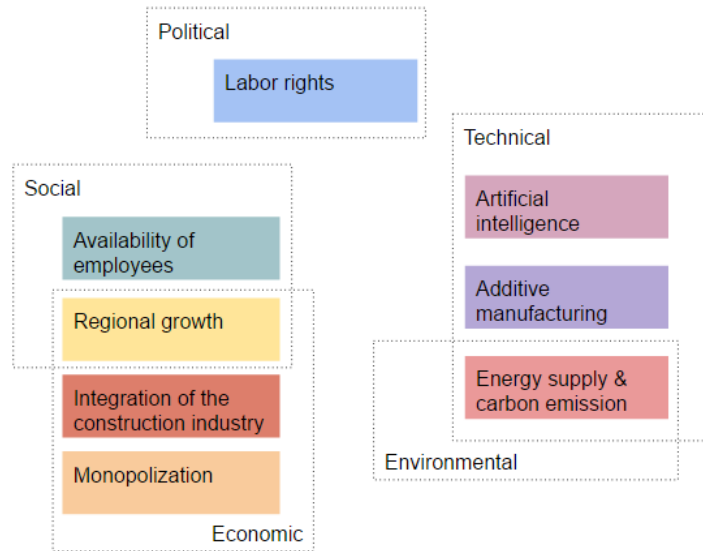 Political
Labor rights
Technical
Artificial
intelligence
Additive
manufacturing
Energy supply &
carbon emission
Environmental
Social
Availability of
employees
Regional growth
Integration of the
construction industry
Monopolization
Economic